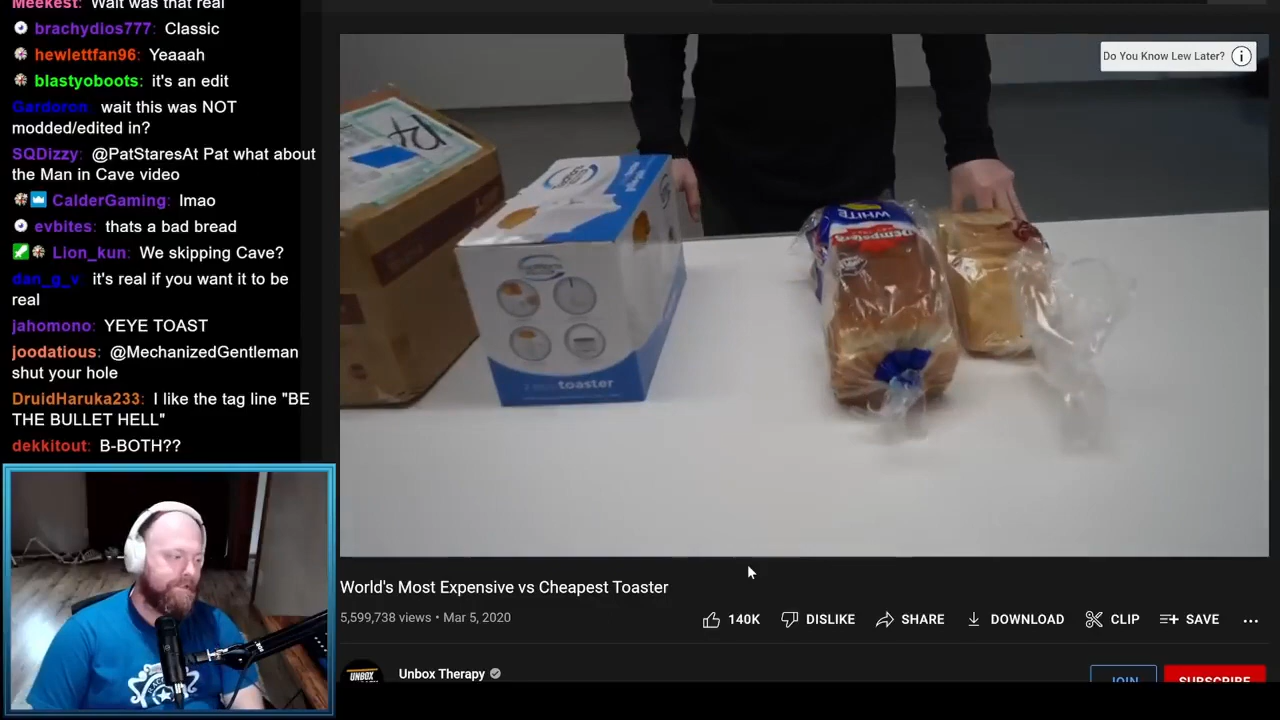 Meekest: Wait was that real
brachydios777: Classic
hewlettfan96: Yeaaah
blastyoboots: it's an edit
Gardoron: wait this was NOT
modded/edited in?
SQDizzy: @PatStaresAt Pat what about
the Man in Cave video
CalderGaming: lmao
evbites: thats a bad bread
Lion_kun: We skipping Cave?
dan_g_v: it's real if you want it to be
real
jahomono: YEYE TOAST
joodatious: @MechanizedGentleman
shut your hole
DruidHaruka233: I like the tag line "BE
THE BULLET HELL"
dekkitout: B-BOTH??
Do You Know Lew Later?
WHITE
Dempster's
toaster
World's Most Expensive vs Cheapest Toaster
5,599,738 views • Mar 5, 2020
140K DISLIKE SHARE DOWNLOAD CLIP SAVE
UNBOX
Unbox Therapy
JOIN SUBSCRIBE